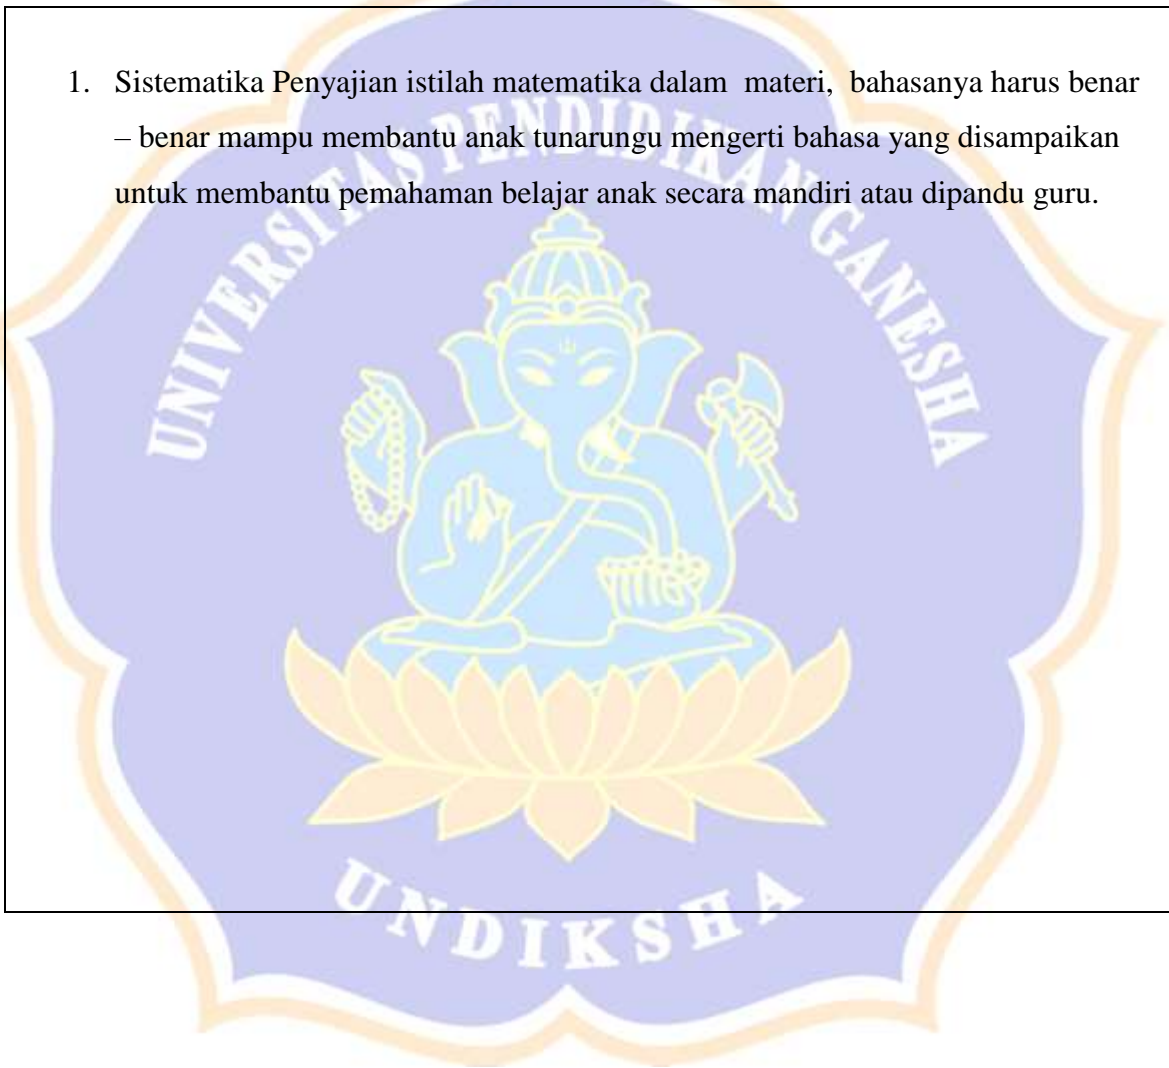 1. Sistematika Penyajian istilah matematika dalam materi, bahasanya harus benar
– benar mampu membantu anak tunarungu mengerti bahasa yang disampaikan
untuk membantu pemahaman belajar anak secara mandiri atau dipandu guru.
UNIVERSITAS PENDIDIKAN GANESHA
UNDIKSHA